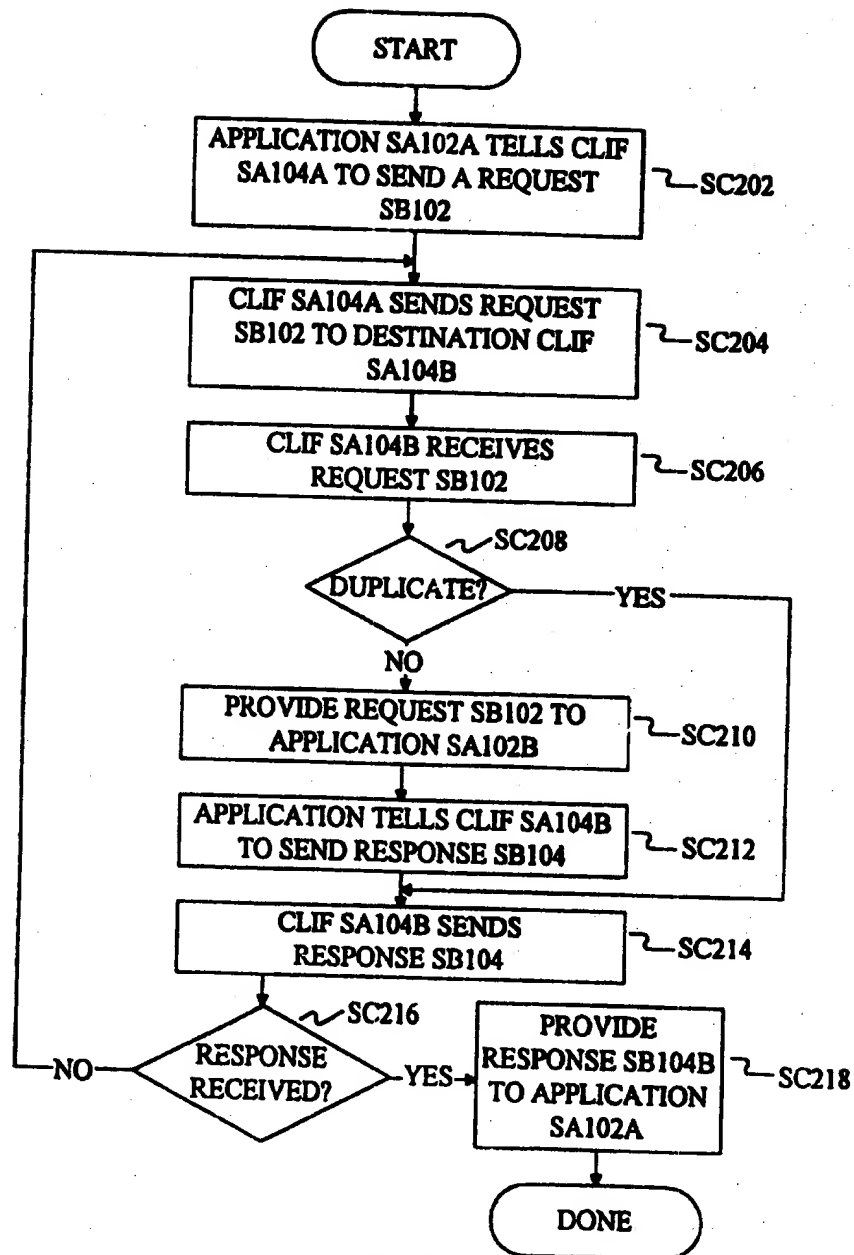 START
APPLICATION SA102A TELLS CLIF
SA104A TO SEND A REQUEST
SB102
SC202
CLIF SA104A SENDS REQUEST
SB102 TO DESTINATION CLIF
SA104B
SC204
CLIF SA104B RECEIVES
REQUEST SB102
SC206
SC208
DUPLICATE?
YES
NO
PROVIDE REQUEST SB102 TO
APPLICATION SA102B
SC210
APPLICATION TELLS CLIF SA104B
TO SEND RESPONSE SB104
SC212
CLIF SA104B SENDS
RESPONSE SB104
SC214
SC216
RESPONSE
RECEIVED?
NO
YES
PROVIDE
RESPONSE SB104B
TO APPLICATION
SA102A
SC218
DONE